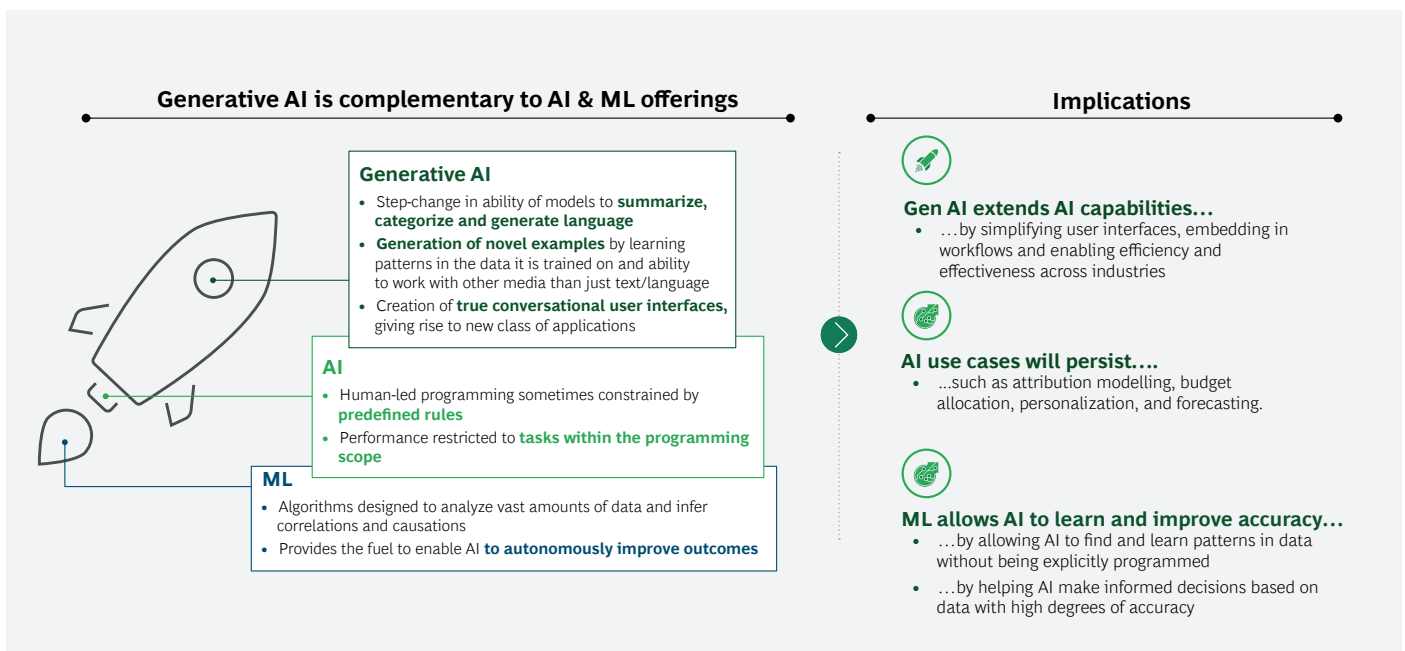 Generative AI is complementary to AI & ML offerings
Generative AI
• Step-change in ability of models to summarize,
categorize and generate language
• Generation of novel examples by learning
patterns in the data it is trained on and ability
to work with other media than just text/language
• Creation of true conversational user interfaces,
giving rise to new class of applications
AI
• Human-led programming sometimes constrained by
predefined rules
• Performance restricted to tasks within the programming
scope
ML
• Algorithms designed to analyze vast amounts of data and infer
correlations and causations
• Provides the fuel to enable AI to autonomously improve outcomes
Implications
Gen AI extends AI capabilities…
• …by simplifying user interfaces, embedding in
workflows and enabling efficiency and
effectiveness across industries
AI use cases will persist….
• ...such as attribution modelling, budget
allocation, personalization, and forecasting.
ML allows AI to learn and improve accuracy…
• …by allowing AI to find and learn patterns in data
without being explicitly programmed
• …by helping AI make informed decisions based on
data with high degrees of accuracy